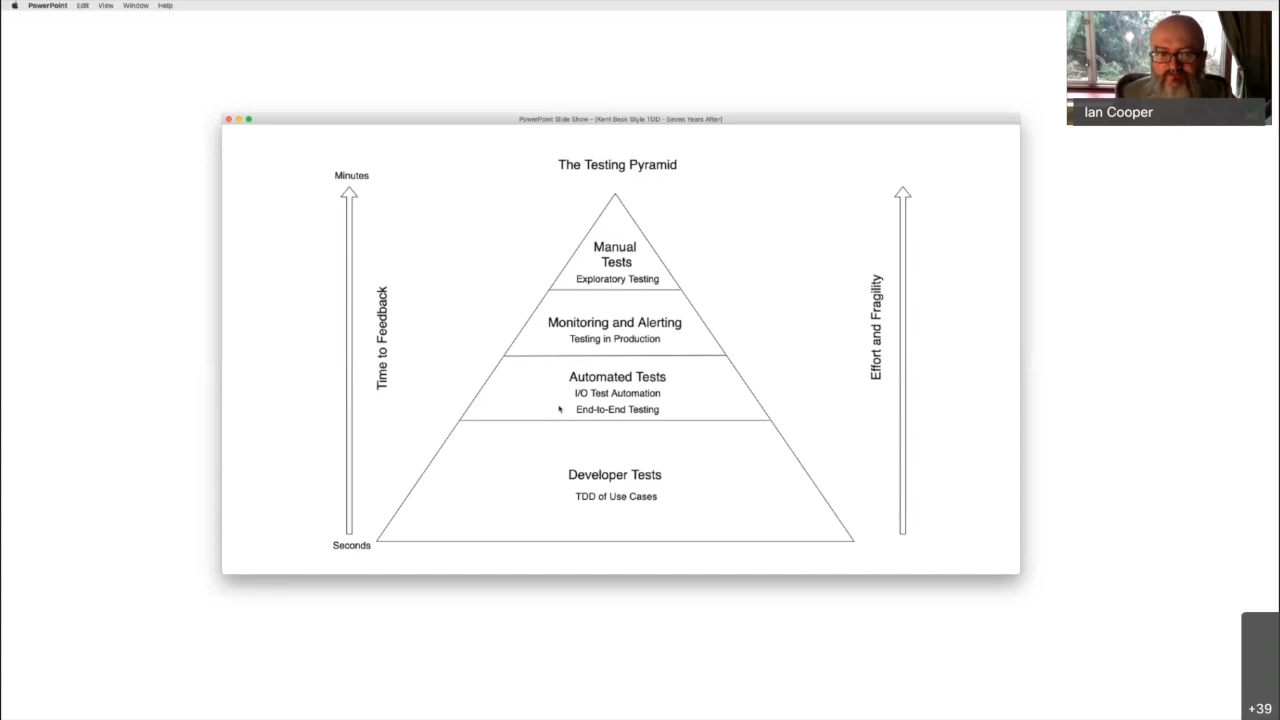 PowerPoint Edit View Window Help
Ian Cooper
PowerPoint Slide Show - [Kent Beck Style TDD - Seven Years After]
The Testing Pyramid
Minutes
Time to Feedback
Seconds
Manual
Tests
Exploratory Testing
Monitoring and Alerting
Testing in Production
Automated Tests
I/O Test Automation
End-to-End Testing
Developer Tests
TDD of Use Cases
Effort and Fragility
+39